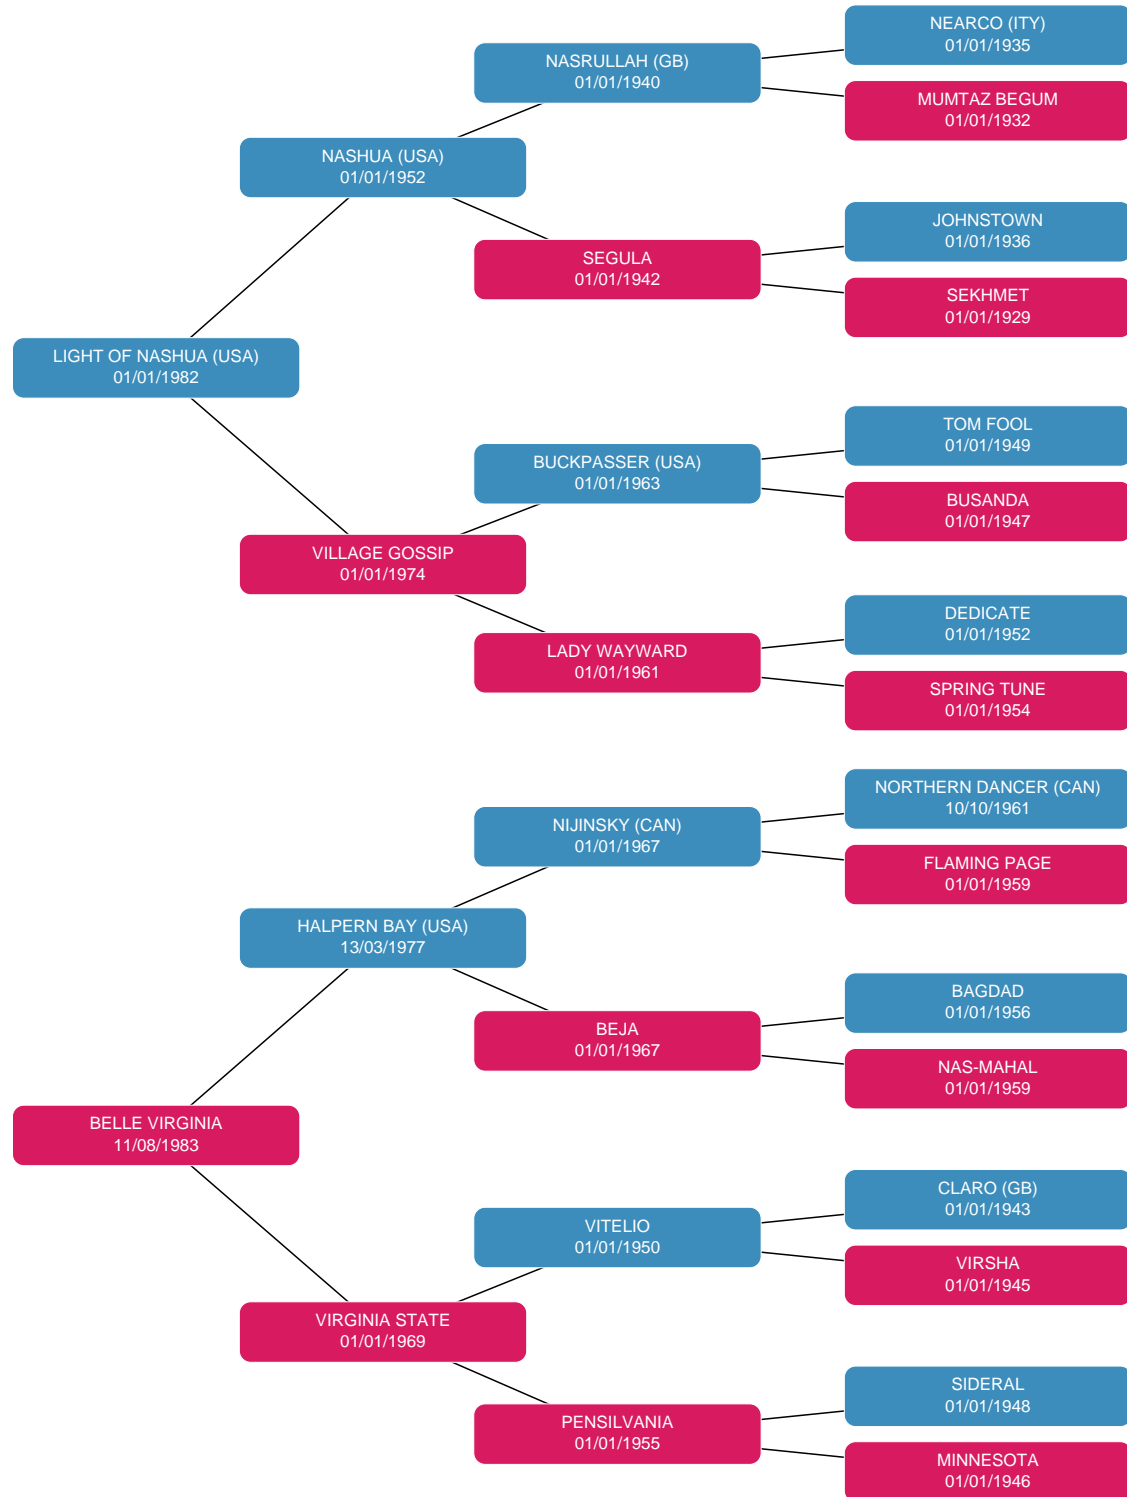 NEARCO (ITY)
01/01/1935
NASRULLAH (GB)
01/01/1940
MUMTAZ BEGUM
01/01/1932
NASHUA (USA)
01/01/1952
JOHNSTOWN
01/01/1936
SEGULA
01/01/1942
SEKHMET
01/01/1929
LIGHT OF NASHUA (USA)
01/01/1982
TOM FOOL
01/01/1949
BUCKPASSER (USA)
01/01/1963
BUSANDA
01/01/1947
VILLAGE GOSSIP
01/01/1974
DEDICATE
01/01/1952
LADY WAYWARD
01/01/1961
SPRING TUNE
01/01/1954
NORTHERN DANCER (CAN)
10/10/1961
NIJINSKY (CAN)
01/01/1967
FLAMING PAGE
01/01/1959
HALPERN BAY (USA)
13/03/1977
BAGDAD
01/01/1956
BEJA
01/01/1967
NAS-MAHAL
01/01/1959
BELLE VIRGINIA
11/08/1983
CLARO (GB)
01/01/1943
VITELIO
01/01/1950
VIRSHA
01/01/1945
VIRGINIA STATE
01/01/1969
SIDERAL
01/01/1948
PENSILVANIA
01/01/1955
MINNESOTA
01/01/1946